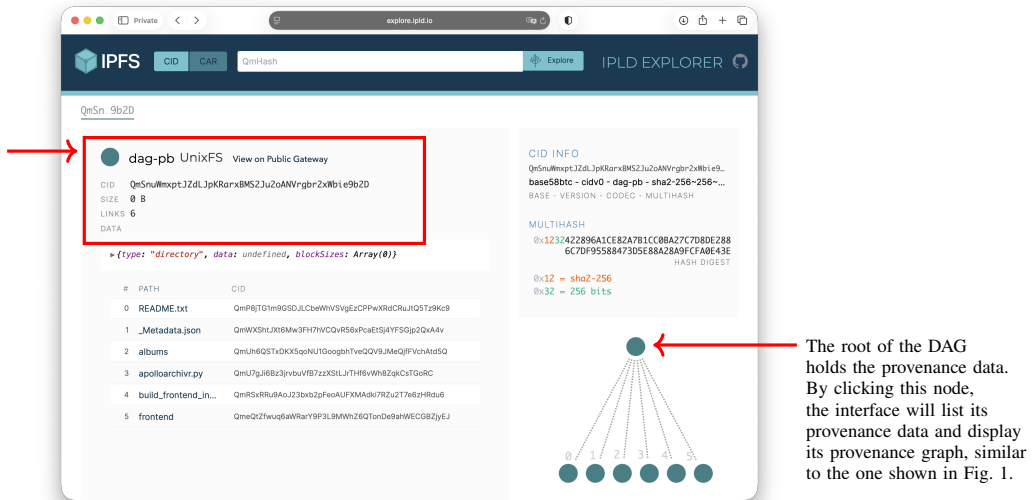 Private
explore.ipld.io
IPFS
CID
CAR
QmHash
Explore
IPLD EXPLORER
QmSn…9b2D
dag-pb UnixFS View on Public Gateway
CID QmSnuWmxptJZdLJpKRarxBMS2Ju2oANVrgbr2xWbie9b2D
SIZE 0 B
LINKS 6
DATA
▸{type: "directory", data: undefined, blockSizes: Array(0)}
# PATH CID
0 README.txt QmP8jTG1m9GSDJLCbeWhVSVgEzCPPwXRdCRuJtQ5Tz9Kc9
1 _Metadata.json QmWXShtJXt6Mw3FH7hVCQvR56xPcaEtSj4YFSGjp2QxA4v
2 albums QmUh6QSTxDKX5qoNU1GoogbhTveQQV9JMeQjfFVchAtd5Q
3 apolloarchivr.py QmU7gJi6Bz3jrvbuVfB7zzXStLJrTHf6vWh8ZqkCsTGoRC
4 build_frontend_in... QmRSxRRu9AoJ23bxb2pFeoAUFXMAdki7RZu2T7e6zHRdu6
5 frontend QmeQtZfwuq6aWRarY9P3L9MWhZ6QTonDe9ahWECGBZjyEJ
CID INFO
QmSnuWmxptJZdLJpKRarxBMS2Ju2oANVrgbr2xWbie9…
base58btc - cidv0 - dag-pb - sha2-256~256~...
BASE - VERSION - CODEC - MULTIHASH
MULTIHASH
0x1232422896A1CE82A7B1CC0BA27C7D8DE288
6C7DF95588473D5E88A28A9FCFA0E43E
HASH DIGEST
0x12 = sha2-256
0x32 = 256 bits
0 1 2 3 4 5
The root of the DAG
holds the provenance data.
By clicking this node,
the interface will list its
provenance data and display
its provenance graph, similar
to the one shown in Fig. 1.